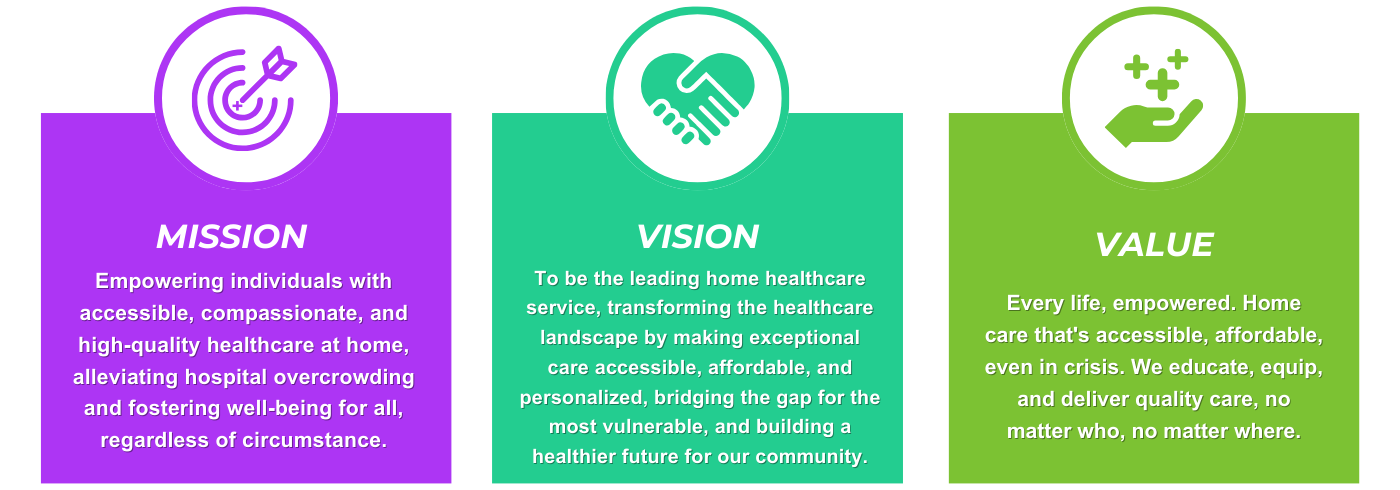 MISSION
Empowering individuals with
accessible, compassionate, and
high-quality healthcare at home,
alleviating hospital overcrowding
and fostering well-being for all,
regardless of circumstance.
VISION
To be the leading home healthcare
service, transforming the healthcare
landscape by making exceptional
care accessible, affordable, and
personalized, bridging the gap for the
most vulnerable, and building a
healthier future for our community.
VALUE
Every life, empowered. Home
care that's accessible, affordable,
even in crisis. We educate, equip,
and deliver quality care, no
matter who, no matter where.